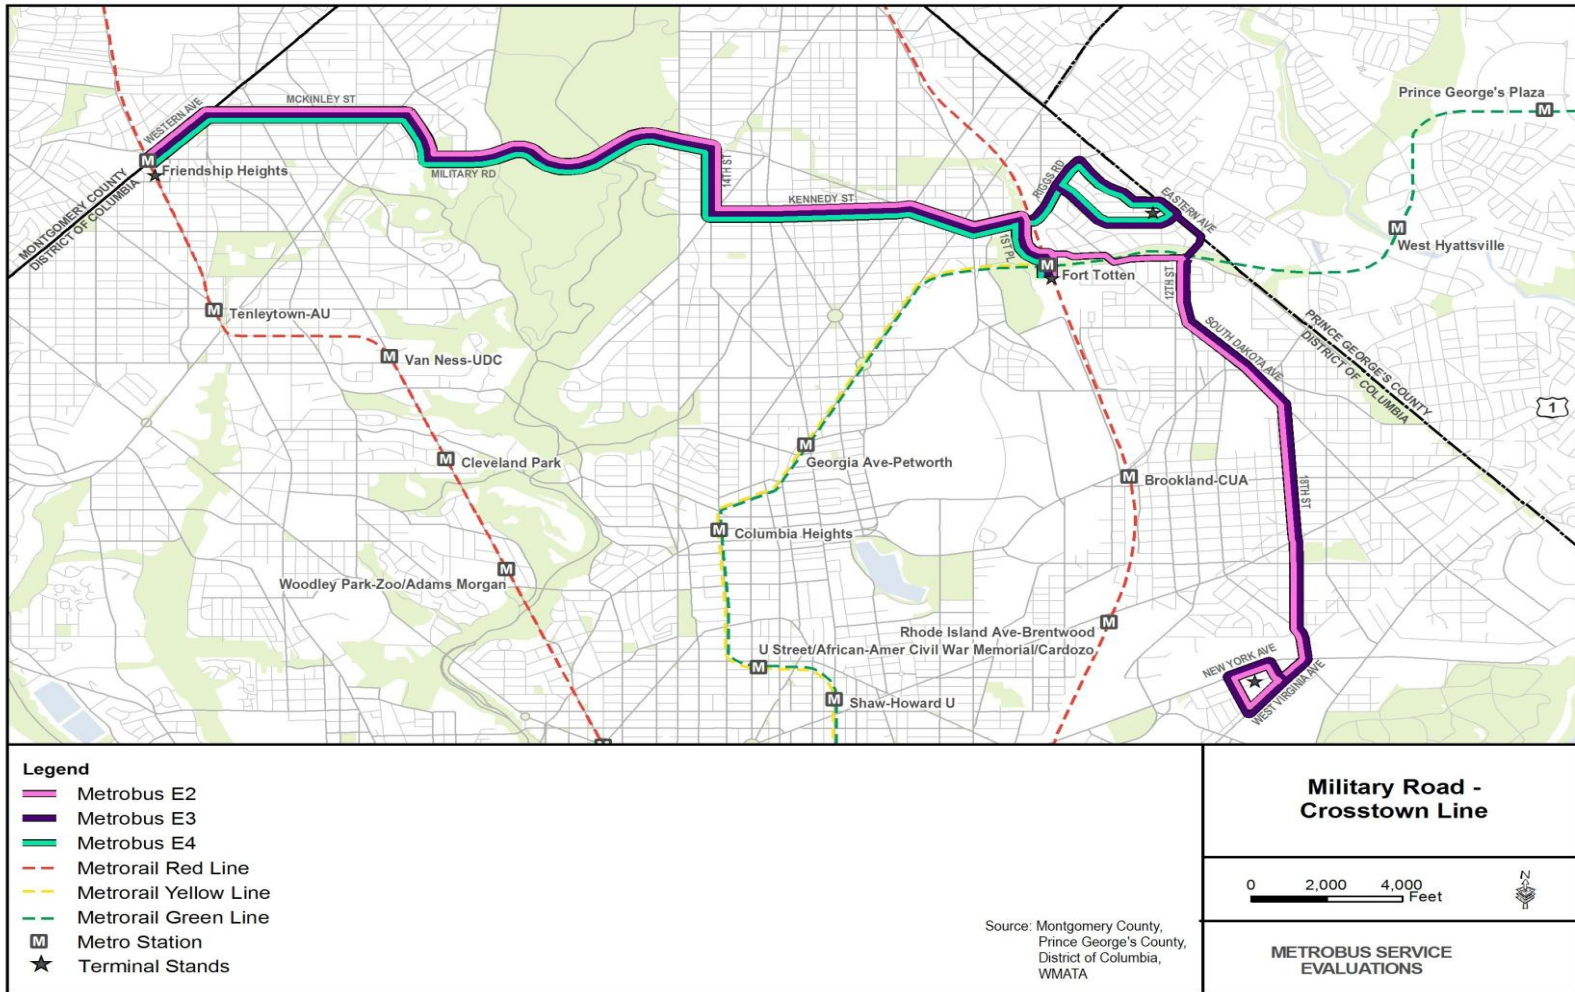 MCKINLEY ST
WESTERN AVE
Friendship Heights
MONTGOMERY COUNTY
DISTRICT OF COLUMBIA
MILITARY RD
14TH ST
KENNEDY ST
1ST PL
RIGGS RD
EASTERN AVE
Prince George's Plaza
West Hyattsville
Fort Totten
12TH ST
SOUTH DAKOTA AVE
PRINCE GEORGE'S COUNTY
DISTRICT OF COLUMBIA
1
Tenleytown-AU
Van Ness-UDC
Cleveland Park
Georgia Ave-Petworth
Brookland-CUA
18TH ST
Columbia Heights
Woodley Park-Zoo/Adams Morgan
Rhode Island Ave-Brentwood
U Street/African-Amer Civil War Memorial/Cardozo
Shaw-Howard U
NEW YORK AVE
WEST VIRGINIA AVE
Legend
Metrobus E2
Metrobus E3
Metrobus E4
Metrorail Red Line
Metrorail Yellow Line
Metrorail Green Line
M Metro Station
Terminal Stands
Source: Montgomery County,
Prince George's County,
District of Columbia,
WMATA
Military Road -
Crosstown Line
0 2,000 4,000
Feet
N
METROBUS SERVICE
EVALUATIONS